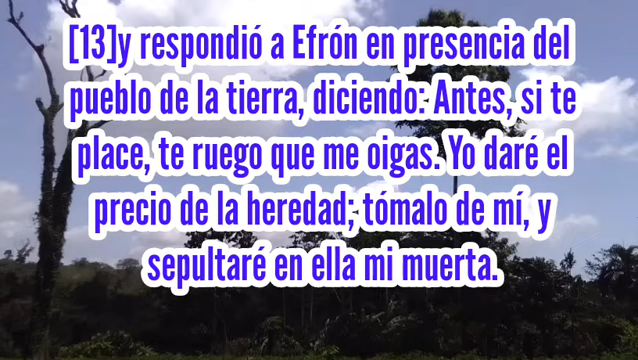 [13]y respondió a Efrón en presencia del
pueblo de la tierra, diciendo: Antes, si te
place, te ruego que me oigas. Yo daré el
precio de la heredad; tómalo de mí, y
sepultaré en ella mi muerta.